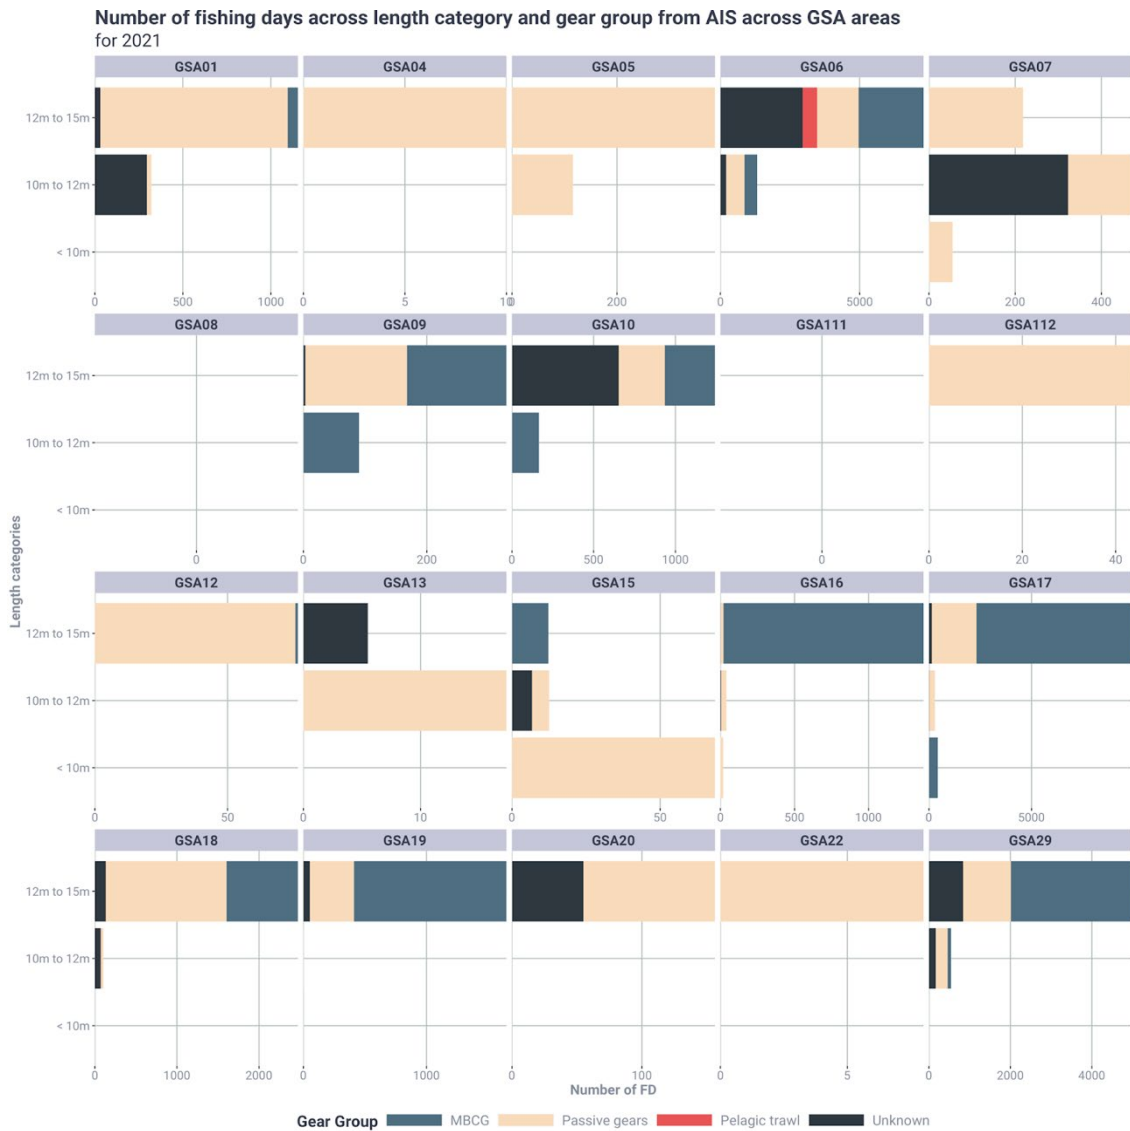 Number of fishing days across length category and gear group from AIS across GSA areas
for 2021
GSA01 GSA04 GSA05 GSA06 GSA07
12m to 15m
10m to 12m
< 10m
0 500 1000 0 5 10 0 200 0 5000 0 200 400
GSA08 GSA09 GSA10 GSA111 GSA112
12m to 15m
10m to 12m
< 10m
0 0 200 0 500 1000 0 0 20 40
Length categories
GSA12 GSA13 GSA15 GSA16 GSA17
12m to 15m
10m to 12m
< 10m
0 50 0 10 0 50 0 500 1000 0 5000
GSA18 GSA19 GSA20 GSA22 GSA29
12m to 15m
10m to 12m
< 10m
0 1000 2000 0 1000 0 100 0 5 0 2000 4000
Number of FD
Gear Group MBCG Passive gears Pelagic trawl Unknown